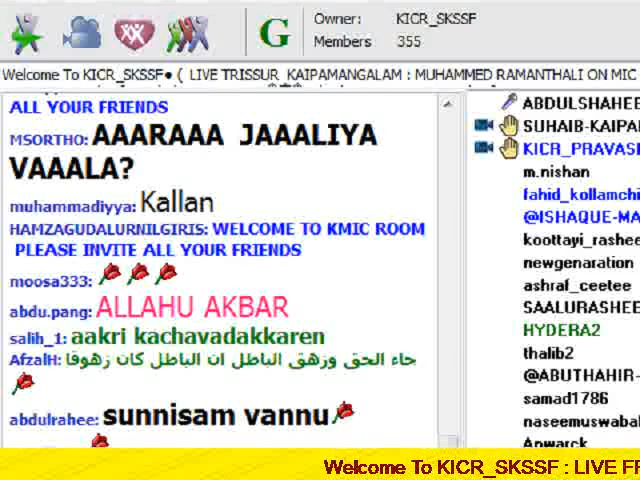 Owner: KICR_SKSSF
G Members 355
Welcome To KICR_SKSSF● ( LIVE TRISSUR KAIPAMANGALAM : MUHAMMED RAMANTHALI ON MIC
ALL YOUR FRIENDS
MSORTHO: AAARAAA JAAALIYA
VAAALA?
muhammadiyya: Kallan
HAMZAGUDALURNILGIRIS: WELCOME TO KMIC ROOM
PLEASE INVITE ALL YOUR FRIENDS
moosa333:
abdu.pang: ALLAHU AKBAR
salih_1: aakri kachavadakkaren
AfzalH: جاء الحق وزهق الباطل ان الباطل كان زهوقا
abdulrahee: sunnisam vannu
ABDULSHAHEE
SUHAIB-KAIPA
KICR_PRAVASI
m.nishan
fahid_kollamchi
@ISHAQUE-MA
koottayi_rashee
newgenaration
ashraf_ceetee
SAALURASHEE
HYDERA2
thalib2
@ABUTHAHIR-
samad1786
naseemuswabal
Anwarck
Welcome To KICR_SKSSF : LIVE FR